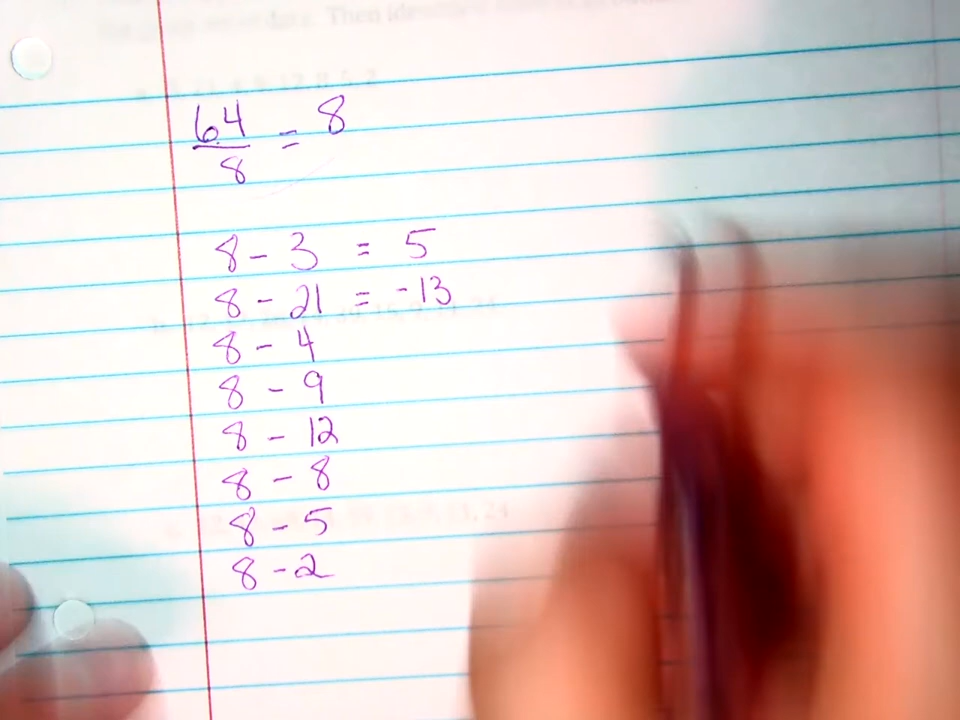 64
8
= 8
8 - 3 = 5
8 - 21 = -13
8 - 4
8 - 9
8 - 12
8 - 8
8 - 5
8 - 2